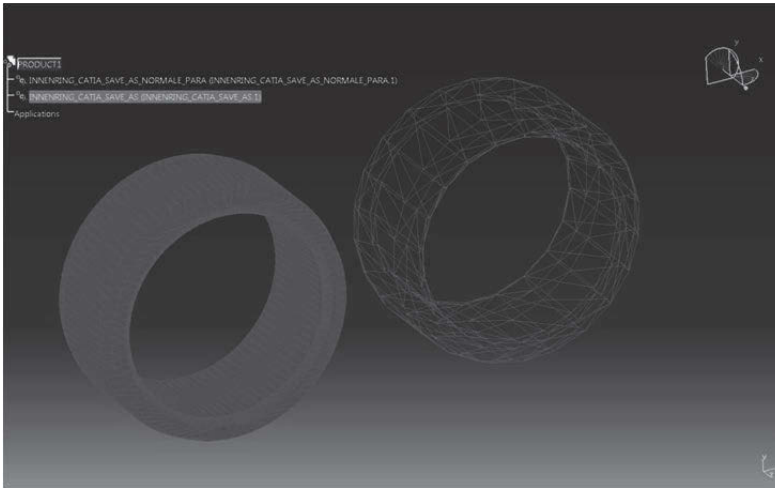 PRODUCT1
INNENRING_CATIA_SAVE_AS_NORMALE_PARA (INNENRING_CATIA_SAVE_AS_NORMALE_PARA.1)
INNENRING_CATIA_SAVE_AS (INNENRING_CATIA_SAVE_AS.1)
Applications
y
x
y